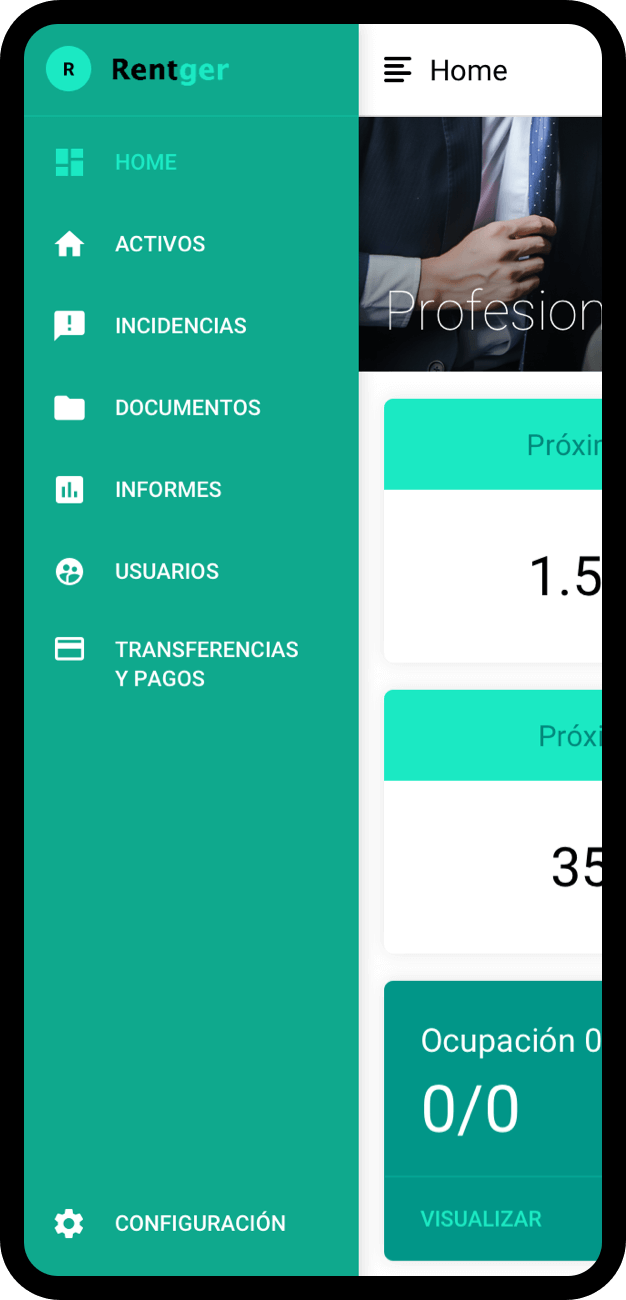 R
Rentger
HOME
ACTIVOS
INCIDENCIAS
DOCUMENTOS
INFORMES
USUARIOS
TRANSFERENCIAS
Y PAGOS
CONFIGURACIÓN
Home
Profesion
Próxim
1.5
Próxi
35
Ocupación 0
0/0
VISUALIZAR